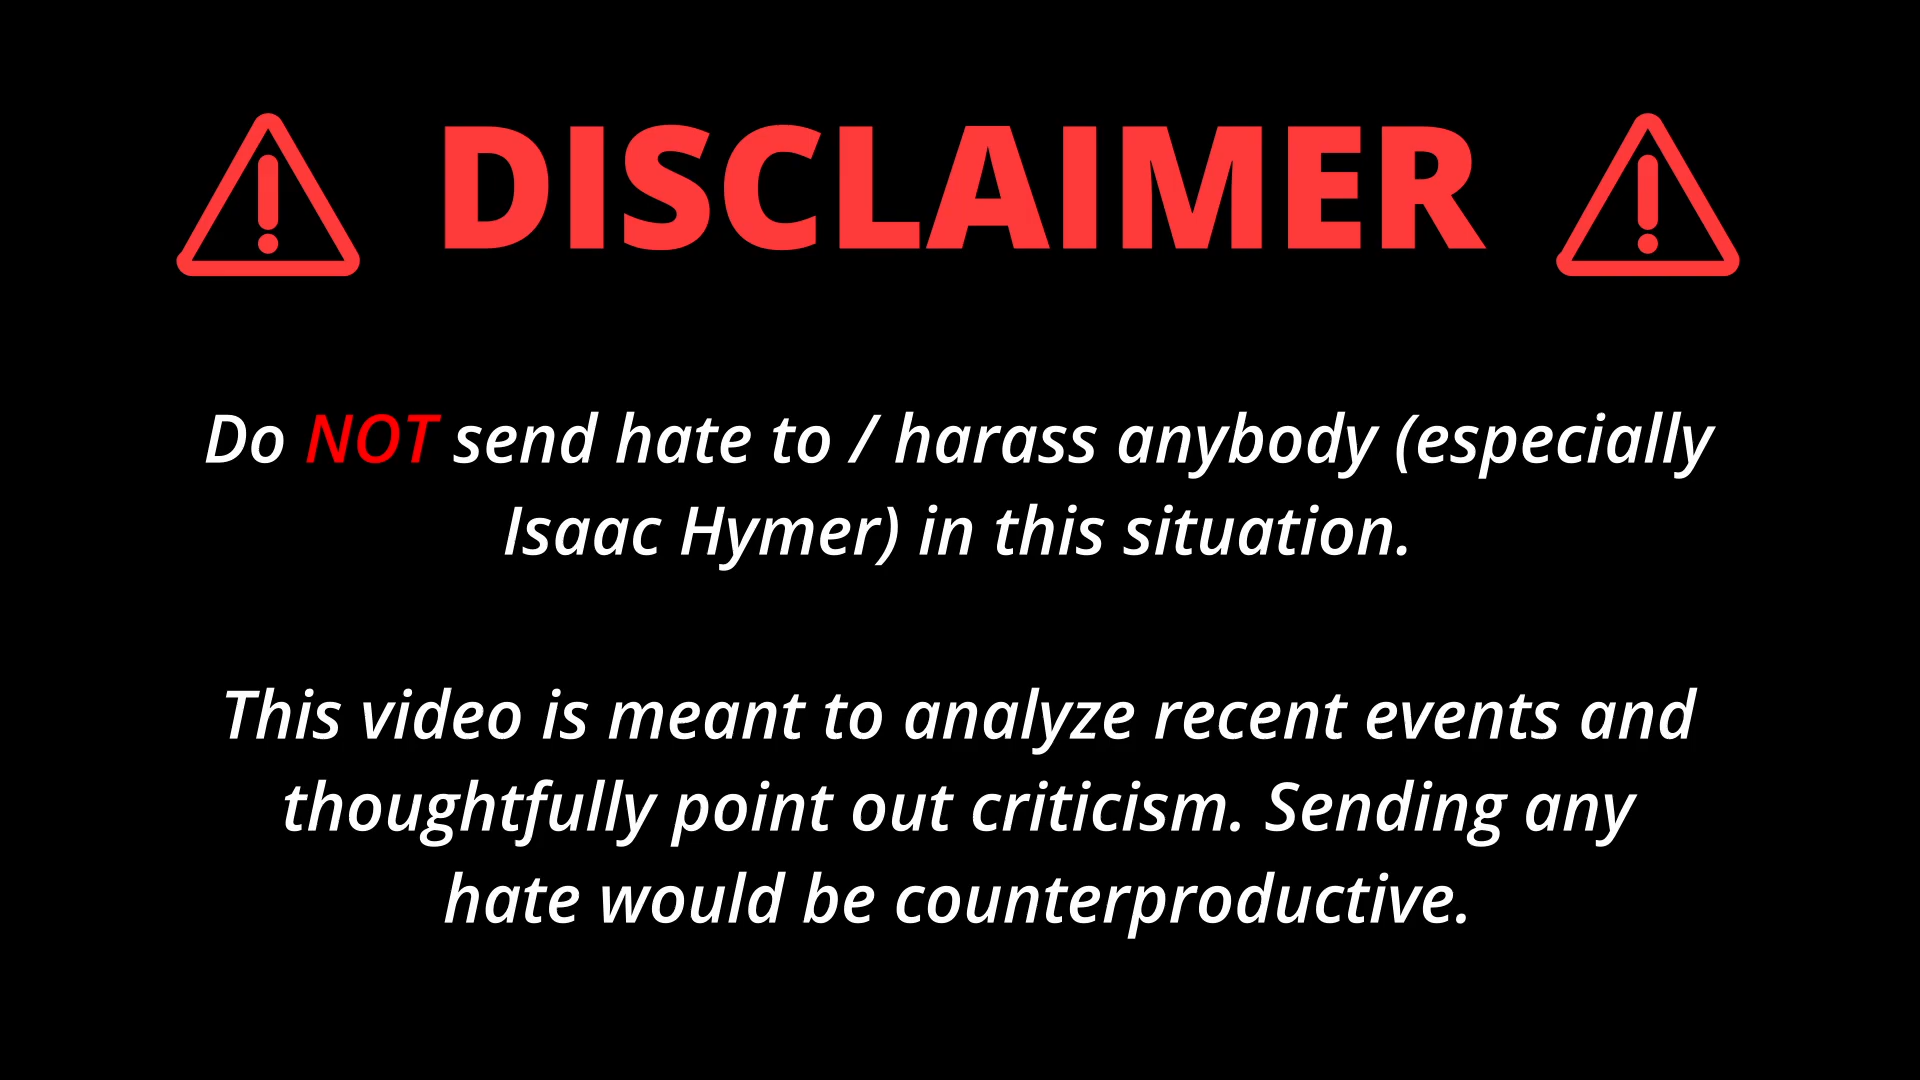 DISCLAIMER
Do NOT send hate to / harass anybody (especially
Isaac Hymer) in this situation.
This video is meant to analyze recent events and
thoughtfully point out criticism. Sending any
hate would be counterproductive.